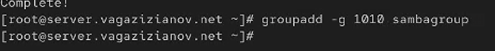 Complete!
[root@server.vagazizianov.net ~]# groupadd -g 1010 sambagroup
[root@server.vagazizianov.net ~]#